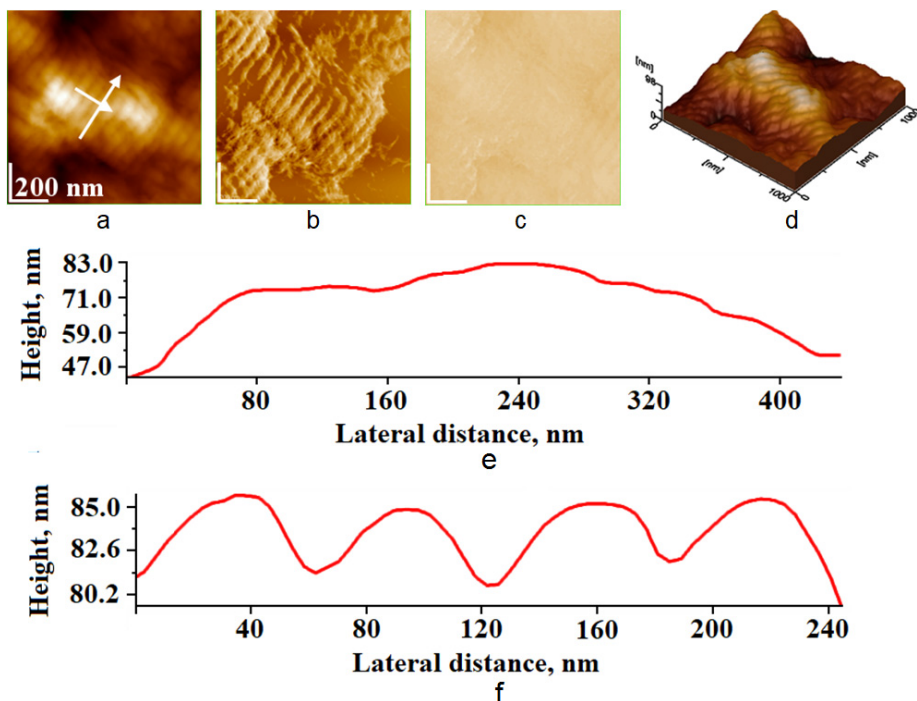 200 nm
a
b
c
d
[nm]
98
0
0
[nm]
1000
0
[nm]
1000
Height, nm
83.0
71.0
59.0
47.0
80
160
240
320
400
Lateral distance, nm
e
Height, nm
85.0
82.6
80.2
40
80
120
160
200
240
Lateral distance, nm
f